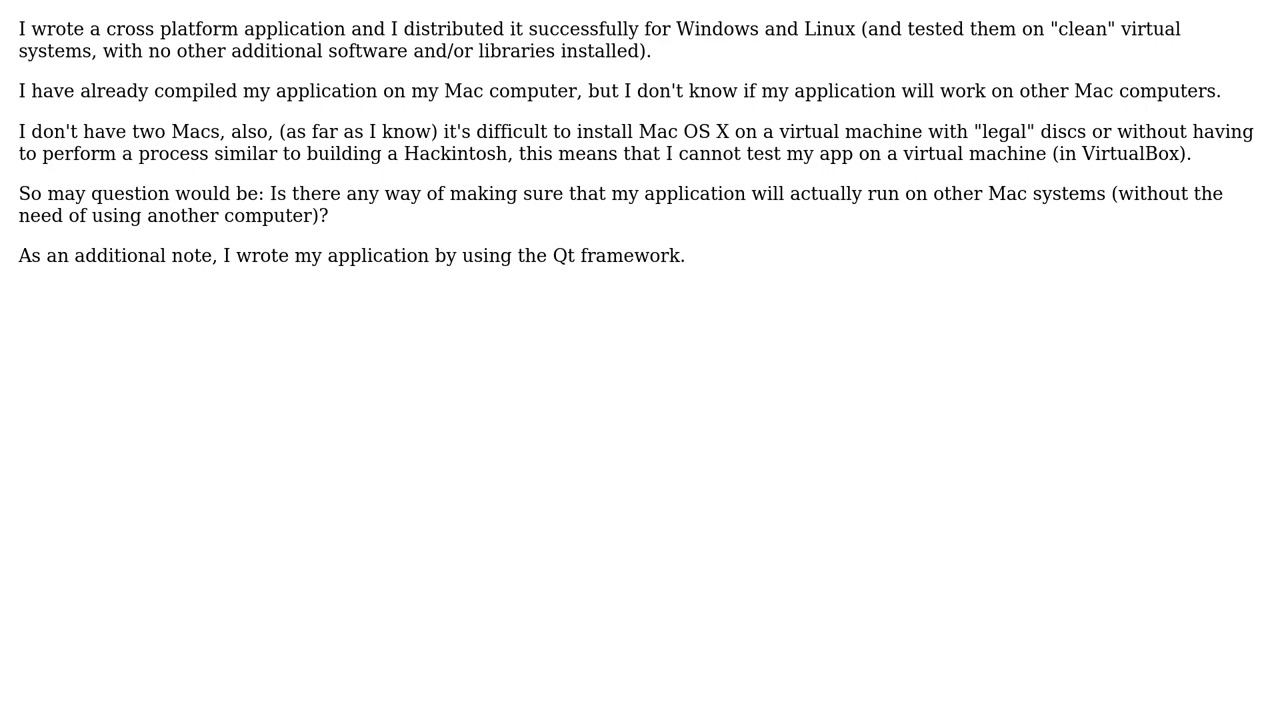 I wrote a cross platform application and I distributed it successfully for Windows and Linux (and tested them on "clean" virtual
systems, with no other additional software and/or libraries installed).
I have already compiled my application on my Mac computer, but I don't know if my application will work on other Mac computers.
I don't have two Macs, also, (as far as I know) it's difficult to install Mac OS X on a virtual machine with "legal" discs or without having
to perform a process similar to building a Hackintosh, this means that I cannot test my app on a virtual machine (in VirtualBox).
So may question would be: Is there any way of making sure that my application will actually run on other Mac systems (without the
need of using another computer)?
As an additional note, I wrote my application by using the Qt framework.